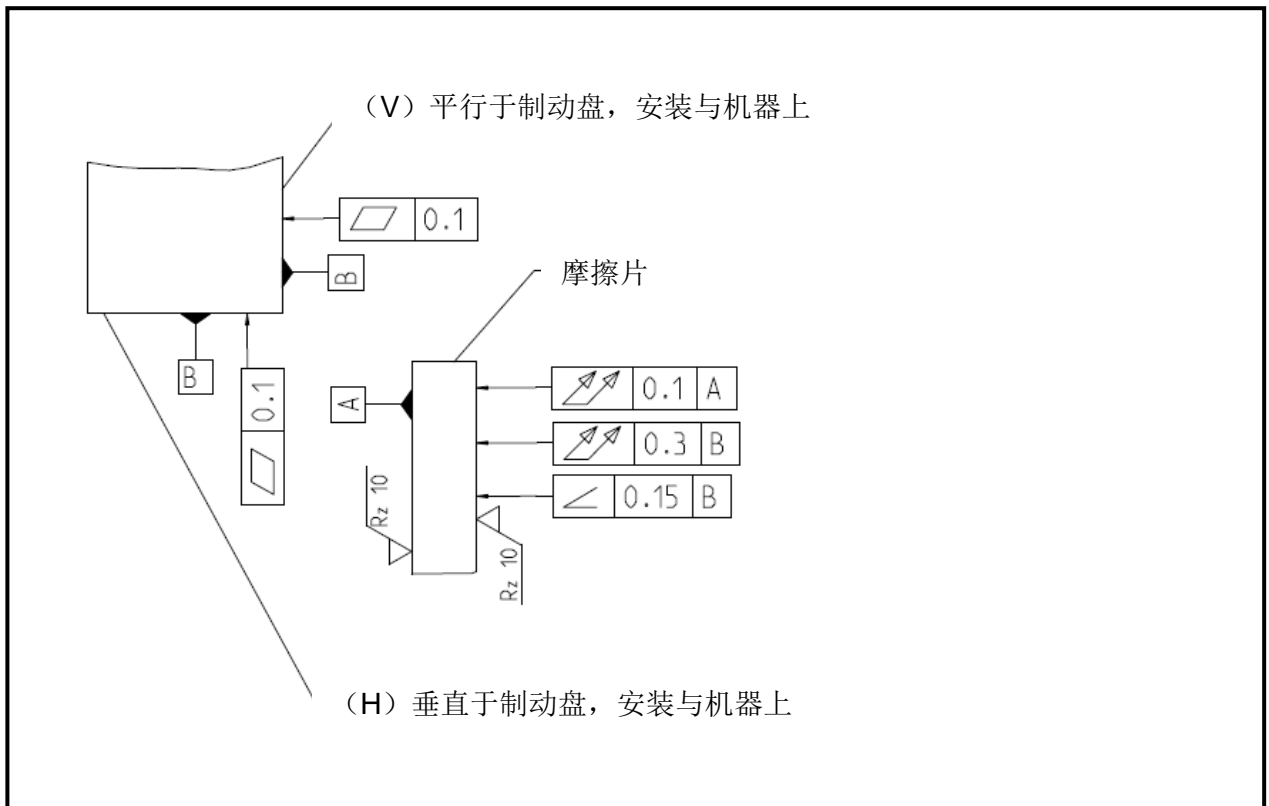 （V）平行于制动盘，安装与机器上
0.1
B
摩擦片
B
0.1
A
0.1 A
0.3 B
0.15 B
Rz 10
Rz 10
（H）垂直于制动盘，安装与机器上